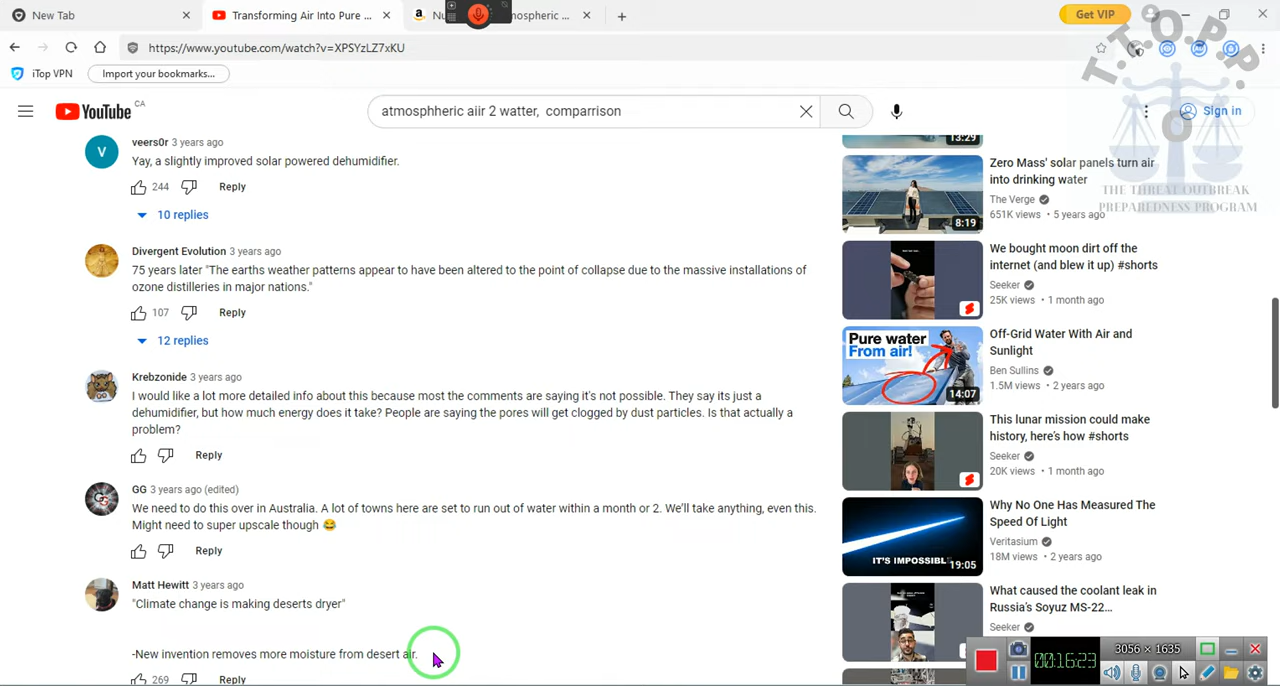 New Tab
Transforming Air Into Pure ...
mospheric ...
Get VIP
https://www.youtube.com/watch?v=XPSYzLZ7xKU
iTop VPN
Import your bookmarks...
T.T.O.P.P.O
YouTube CA
atmosphheric aiir 2 watter, comparrison
Sign in
THE THREAT OUTBREAK
PREPAREDNESS PROGRAM
veers0r 3 years ago
Yay, a slightly improved solar powered dehumidifier.
244 Reply
10 replies
Divergent Evolution 3 years ago
75 years later "The earths weather patterns appear to have been altered to the point of collapse due to the massive installations of
ozone distilleries in major nations."
107 Reply
12 replies
Krebzonide 3 years ago
I would like a lot more detailed info about this because most the comments are saying it's not possible. They say its just a
dehumidifier, but how much energy does it take? People are saying the pores will get clogged by dust particles. Is that actually a
problem?
Reply
GG 3 years ago (edited)
We need to do this over in Australia. A lot of towns here are set to run out of water within a month or 2. We'll take anything, even this.
Might need to super upscale though 😂
Reply
Matt Hewitt 3 years ago
"Climate change is making deserts dryer"
-New invention removes more moisture from desert air.
269 Reply
13:29
8:19
Zero Mass' solar panels turn air
into drinking water
The Verge
651K views • 5 years ago
We bought moon dirt off the
internet (and blew it up) #shorts
Seeker
25K views • 1 month ago
Pure water
From air!
14:07
Off-Grid Water With Air and
Sunlight
Ben Sullins
1.5M views • 2 years ago
This lunar mission could make
history, here's how #shorts
Seeker
20K views • 1 month ago
IT'S IMPOSSIBLE
19:05
Why No One Has Measured The
Speed Of Light
Veritasium
18M views • 2 years ago
What caused the coolant leak in
Russia's Soyuz MS-22...
Seeker
00:16:23
3056 × 1635